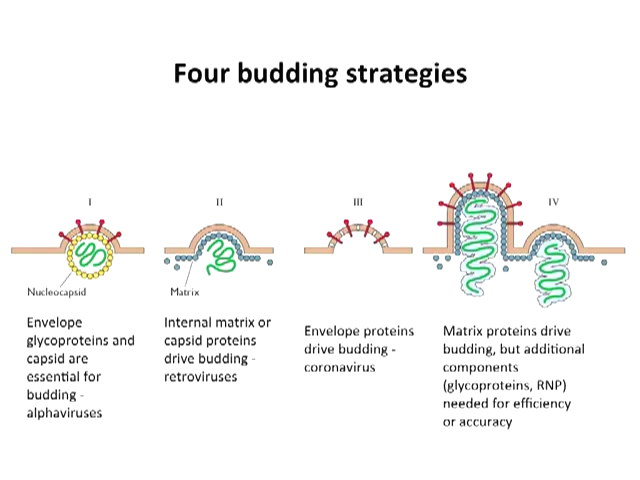 Four budding strategies
I
II
III
IV
Nucleocapsid
Matrix
Envelope
glycoproteins and
capsid are
essential for
budding -
alphaviruses
Internal matrix or
capsid proteins
drive budding -
retroviruses
Envelope proteins
drive budding -
coronavirus
Matrix proteins drive
budding, but additional
components
(glycoproteins, RNP)
needed for efficiency
or accuracy